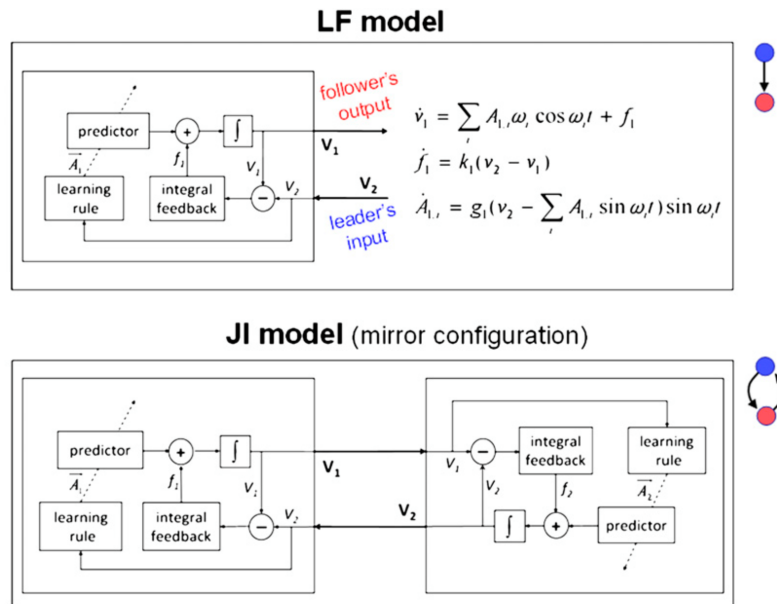 LF model
follower's
output
predictor
+
∫
V₁
A₁
f₁
V₁
V₂
V₂
learning
rule
integral
feedback
−
leader's
input
v̇₁ = ∑ᵢ A₁,ᵢ ωᵢ cos ωᵢt + f₁
ḟ₁ = k₁(v₂ − v₁)
Ȧ₁,ᵢ = g₁(v₂ − ∑ᵢ A₁,ᵢ sin ωᵢt) sin ωᵢt
JI model (mirror configuration)
predictor
+
∫
V₁
A₁
f₁
V₁
V₂
V₂
learning
rule
integral
feedback
−
V₁
−
integral
feedback
learning
rule
V₂
f₂
A₂
∫
+
predictor